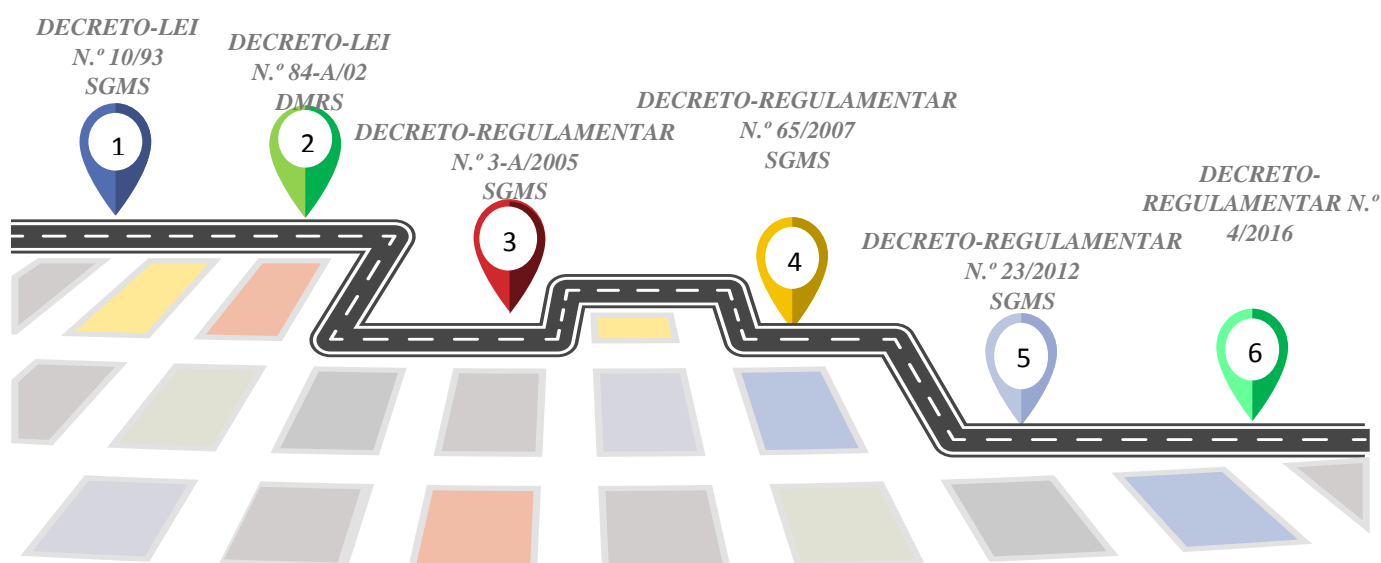 DECRETO-LEI
N.º 10/93
SGMS
1
DECRETO-LEI
N.º 84-A/02
DMRS
2
DECRETO-REGULAMENTAR
N.º 3-A/2005
SGMS
3
DECRETO-REGULAMENTAR
N.º 65/2007
SGMS
4
DECRETO-REGULAMENTAR
N.º 23/2012
SGMS
5
DECRETO-
REGULAMENTAR N.º
4/2016
6